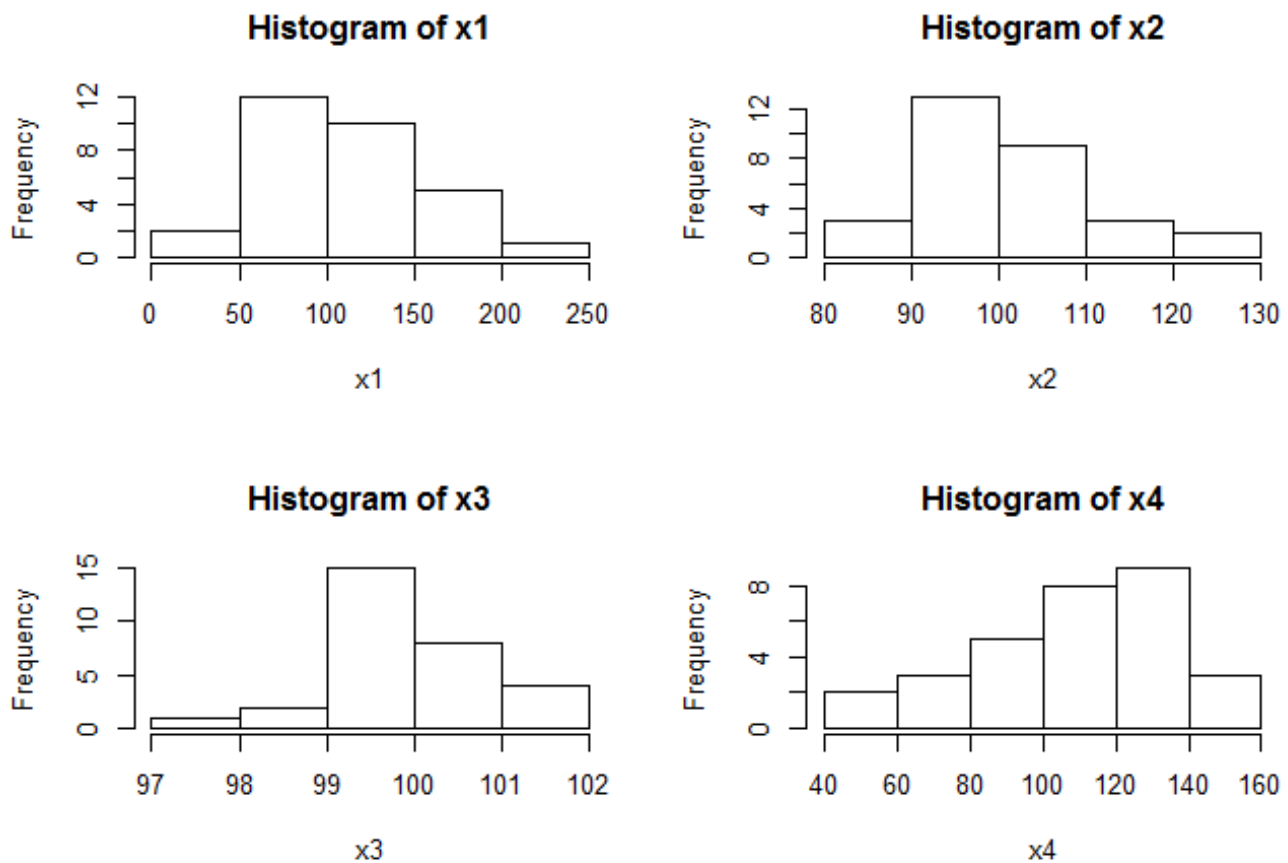 Histogram of x1
Frequency
12
8
4
0
0 50 100 150 200 250
x1
Histogram of x2
Frequency
12
8
4
0
80 90 100 110 120 130
x2
Histogram of x3
Frequency
15
10
5
0
97 98 99 100 101 102
x3
Histogram of x4
Frequency
8
4
0
40 60 80 100 120 140 160
x4